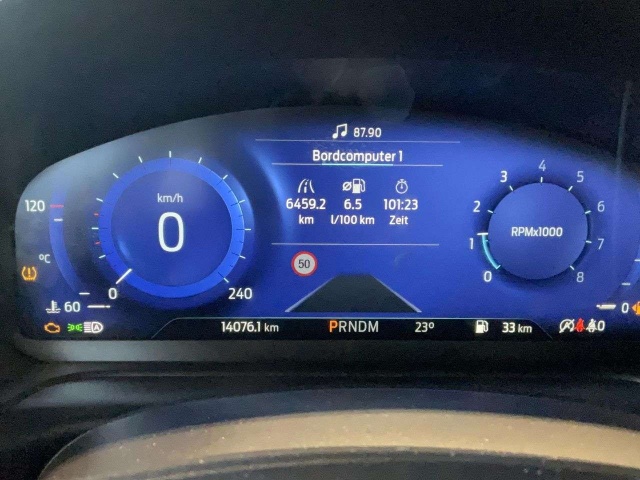 87.90
Bordcomputer 1
6459.2 6.5 101:23
km l/100 km Zeit
120
°C
60
km/h
0
0 240
50
0 1 2 3 4 5 6 7 8
RPMx1000
0
14076.1 km PRNDM 23° 33 km 0